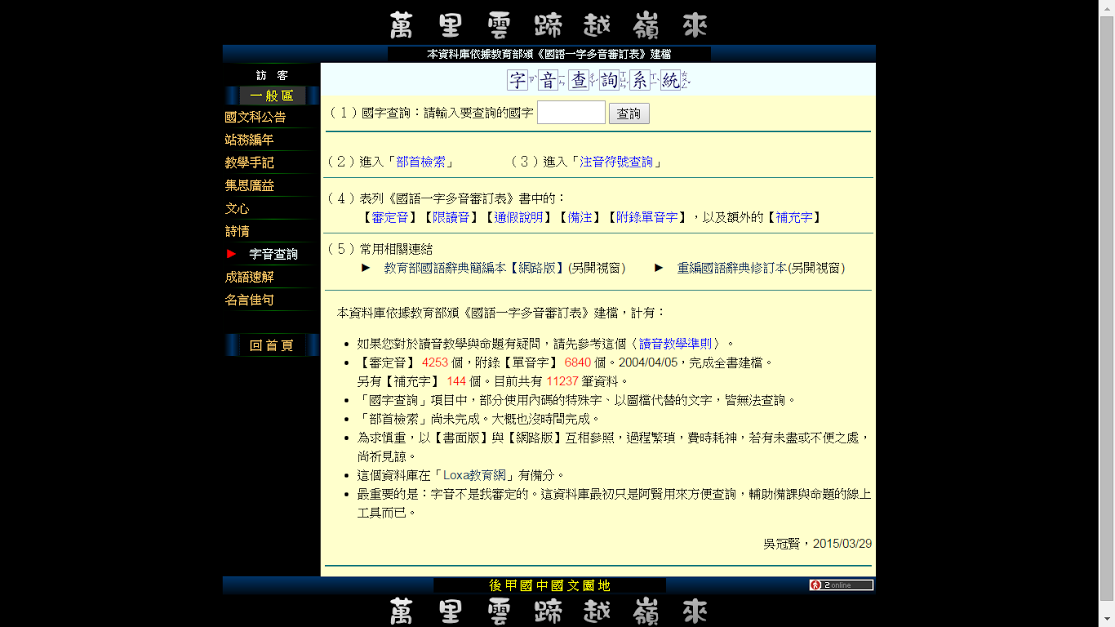 萬里雲蹄越嶺來
本資料庫依據教育部頒《國語一字多音審訂表》建檔
訪 客
一般區
國文科公告
站務編年
教學手記
集思廣益
文心
詩情
► 字音查詢
成語速解
名言佳句
回首頁
字音查詢系統
（１）國字查詢：請輸入要查詢的國字 查詢
（２）進入「部首檢索」 （３）進入「注音符號查詢」
（４）表列《國語一字多音審訂表》書中的：
【審定音】【限讀音】【通假說明】【備注】【附錄單音字】，以及額外的【補充字】
（５）常用相關連結
► 教育部國語辭典簡編本【網路版】(另開視窗) ► 重編國語辭典修訂本(另開視窗)
本資料庫依據教育部頒《國語一字多音審訂表》建檔，計有：
• 如果您對於讀音教學與命題有疑問，請先參考這個〈讀音教學準則〉。
• 【審定音】 4253 個，附錄【單音字】 6840 個。2004/04/05，完成全書建檔。
另有【補充字】 144 個。目前共有 11237 筆資料。
• 「國字查詢」項目中，部分使用內碼的特殊字、以圖檔代替的文字，皆無法查詢。
• 「部首檢索」尚未完成。大概也沒時間完成。
• 為求慎重，以【書面版】與【網路版】互相參照，過程繁瑣，費時耗神，若有未盡或不便之處，
尚祈見諒。
• 這個資料庫在「Loxa教育網」有備分。
• 最重要的是：字音不是我審定的。這資料庫最初只是阿賢用來方便查詢，輔助備課與命題的線上
工具而已。
吳冠賢，2015/03/29
後甲國中國文園地
2 online
萬里雲蹄越嶺來